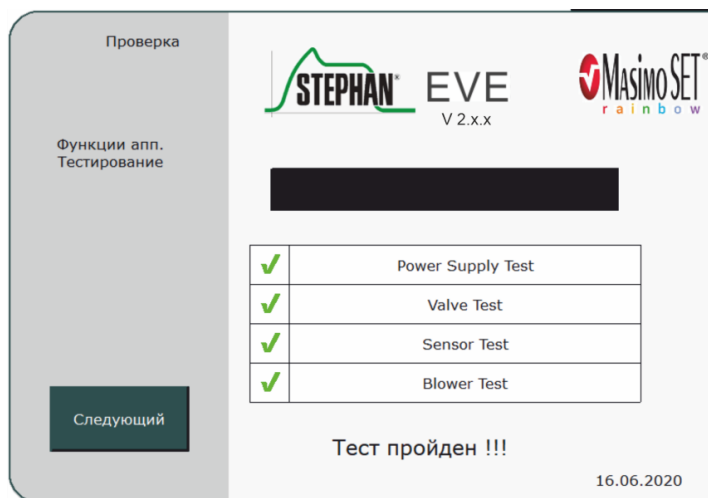 Проверка
Функции апп.
Тестирование
Следующий
STEPHAN® EVE
V 2.x.x
Masimo SET®
rainbow
Power Supply Test
Valve Test
Sensor Test
Blower Test
Тест пройден !!!
16.06.2020